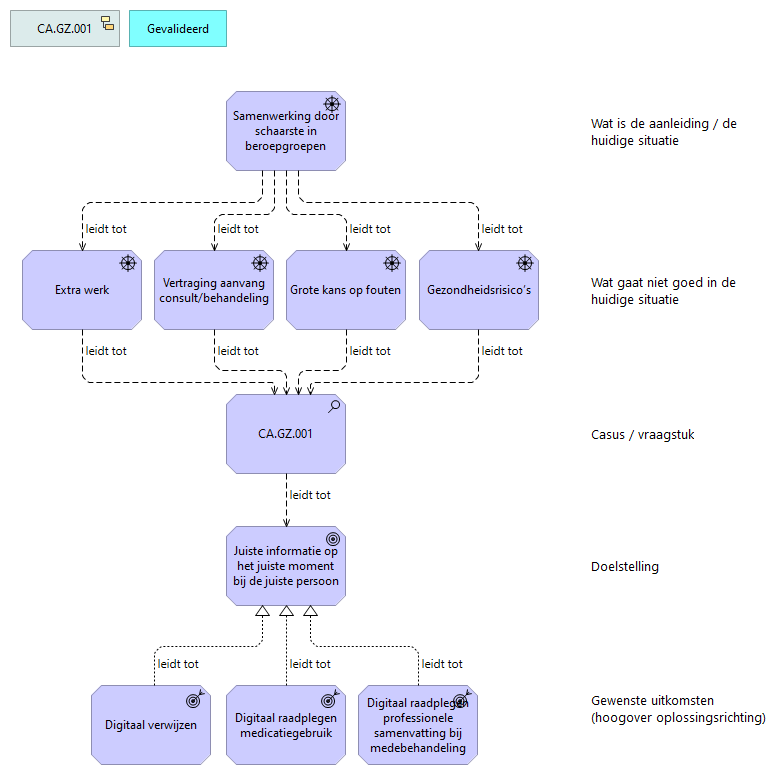 CA.GZ.001
Gevalideerd
Samenwerking door
schaarste in
beroepgroepen
Wat is de aanleiding / de
huidige situatie
leidt tot
leidt tot
leidt tot
leidt tot
Extra werk
Vertraging aanvang
consult/behandeling
Grote kans op fouten
Gezondheidsrisico's
Wat gaat niet goed in de
huidige situatie
leidt tot
leidt tot
leidt tot
leidt tot
CA.GZ.001
Casus / vraagstuk
leidt tot
Juiste informatie op
het juiste moment
bij de juiste persoon
Doelstelling
leidt tot
leidt tot
leidt tot
Digitaal verwijzen
Digitaal raadplegen
medicatiegebruik
Digitaal raadplegen
professionele
samenvatting bij
medebehandeling
Gewenste uitkomsten
(hoogover oplossingsrichting)